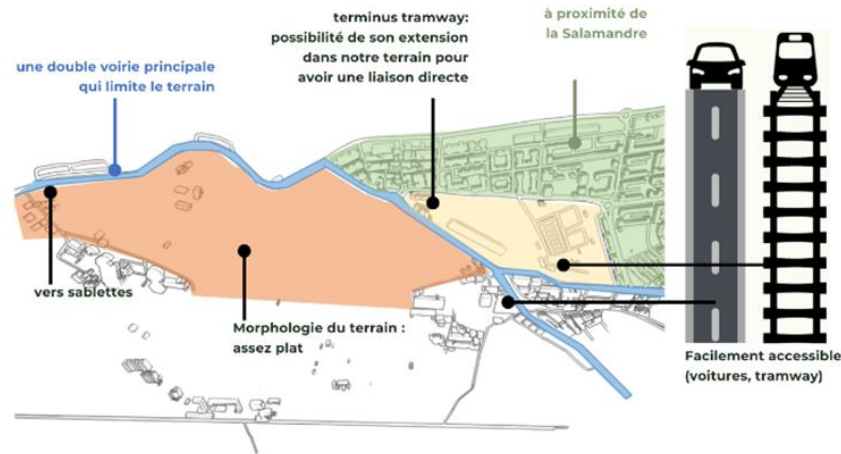 terminus tramway:
possibilité de son extension
dans notre terrain pour
avoir une liaison directe
à proximité de
la Salamandre
une double voirie principale
qui limite le terrain
vers sablettes
Morphologie du terrain :
assez plat
Facilement accessible
(voitures, tramway)